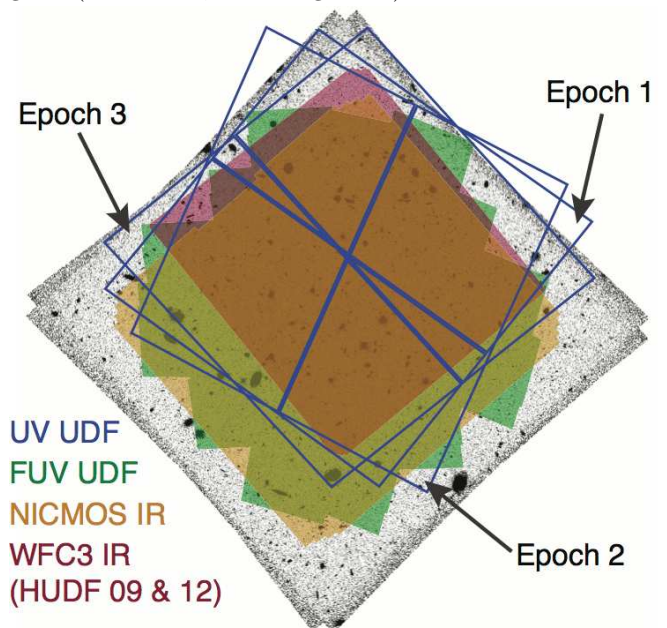 Epoch 3
Epoch 1
UV UDF
FUV UDF
NICMOS IR
WFC3 IR
(HUDF 09 & 12)
Epoch 2